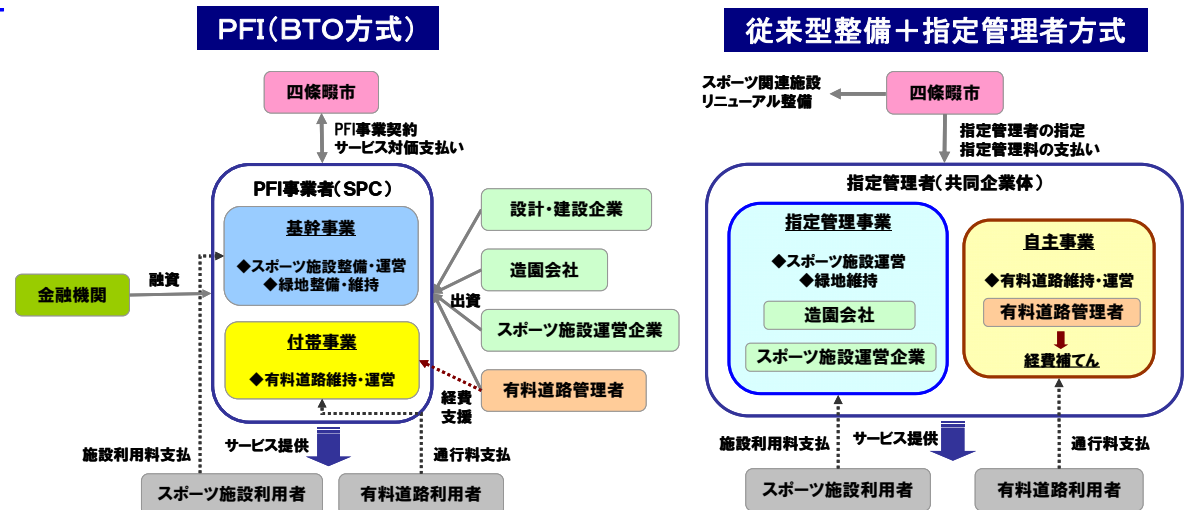 PFI(BTO方式)
四條畷市
PFI事業契約
サービス対価支払い
PFI事業者(SPC)
基幹事業
◆スポーツ施設整備・運営
◆緑地整備・維持
付帯事業
◆有料道路維持・運営
金融機関
融資
設計・建設企業
造園会社
出資
スポーツ施設運営企業
有料道路管理者
経費
支援
施設利用料支払
サービス提供
通行料支払
スポーツ施設利用者
有料道路利用者
従来型整備+指定管理者方式
スポーツ関連施設
リニューアル整備
四條畷市
指定管理者の指定
指定管理料の支払い
指定管理者(共同企業体)
指定管理事業
◆スポーツ施設運営
◆緑地維持
造園会社
スポーツ施設運営企業
自主事業
◆有料道路維持・運営
有料道路管理者
経費補てん
施設利用料支払
サービス提供
通行料支払
スポーツ施設利用者
有料道路利用者